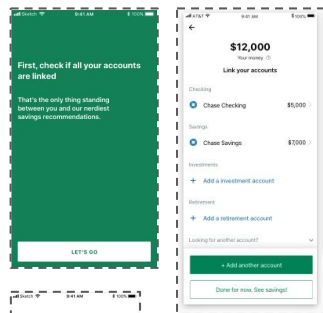 Sketch 9:41 AM 100%
First, check if all your accounts
are linked
That's the only thing standing
between you and our nerdiest
savings recommendations.
LET'S GO
Sketch 9:41 AM 100%
AT&T 9:41 AM 100%
$12,000
Your money
Link your accounts
Checking
Chase Checking $5,000
Savings
Chase Savings $7,000
Investments
+ Add a investment account
Retirement
+ Add a retirement account
Looking for another account?
+ Add another account
Done for now. See savings!